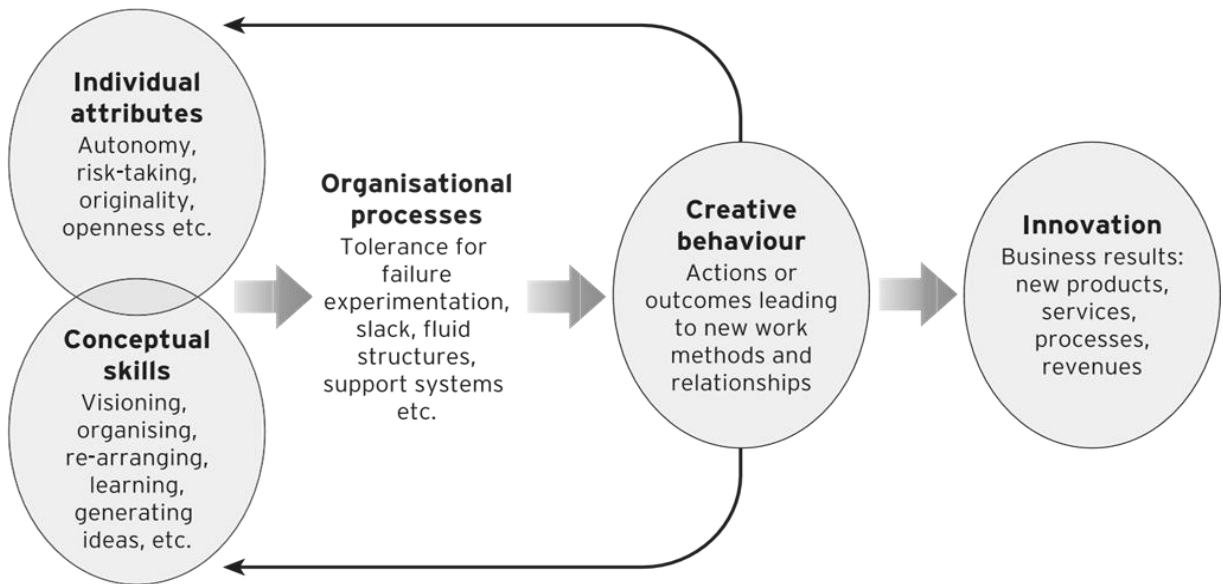 Individual
attributes
Autonomy,
risk-taking,
originality,
openness etc.
Conceptual
skills
Visioning,
organising,
re-arranging,
learning,
generating
ideas, etc.
Organisational
processes
Tolerance for
failure
experimentation,
slack, fluid
structures,
support systems
etc.
Creative
behaviour
Actions or
outcomes leading
to new work
methods and
relationships
Innovation
Business results:
new products,
services,
processes,
revenues